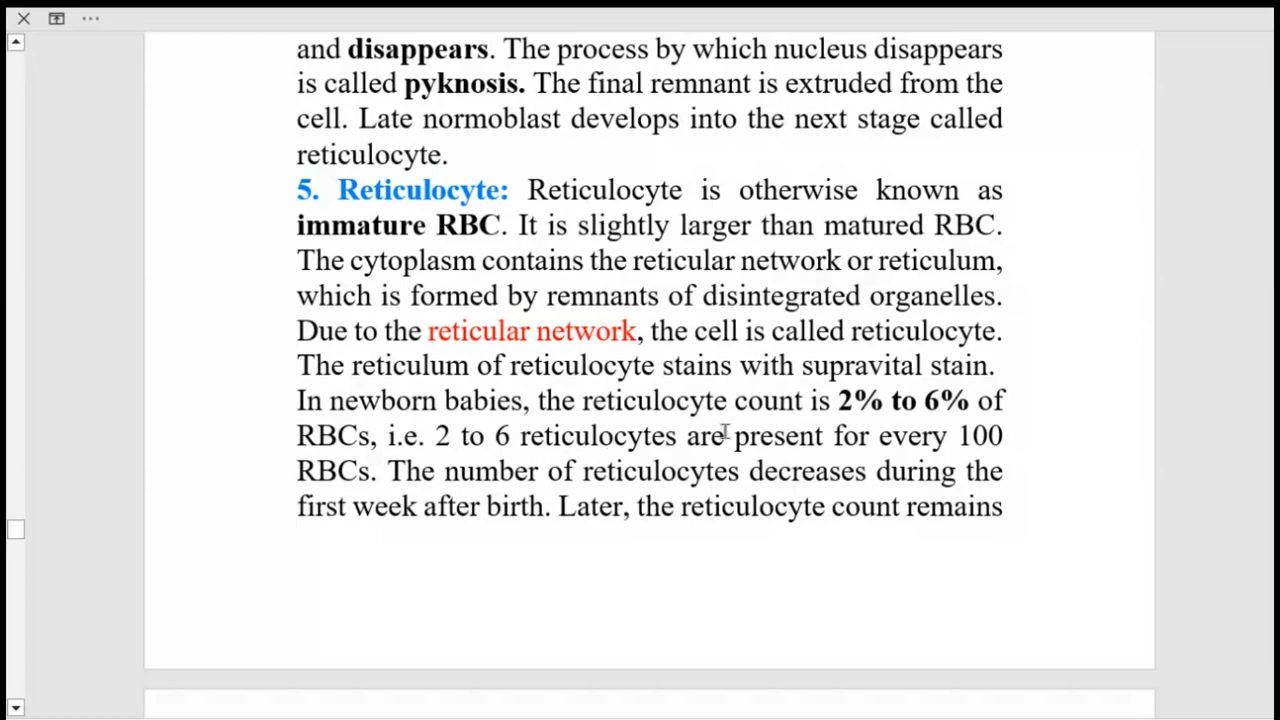 and disappears. The process by which nucleus disappears
is called pyknosis. The final remnant is extruded from the
cell. Late normoblast develops into the next stage called
reticulocyte.
5. Reticulocyte: Reticulocyte is otherwise known as
immature RBC. It is slightly larger than matured RBC.
The cytoplasm contains the reticular network or reticulum,
which is formed by remnants of disintegrated organelles.
Due to the reticular network, the cell is called reticulocyte.
The reticulum of reticulocyte stains with supravital stain.
In newborn babies, the reticulocyte count is 2% to 6% of
RBCs, i.e. 2 to 6 reticulocytes are present for every 100
RBCs. The number of reticulocytes decreases during the
first week after birth. Later, the reticulocyte count remains